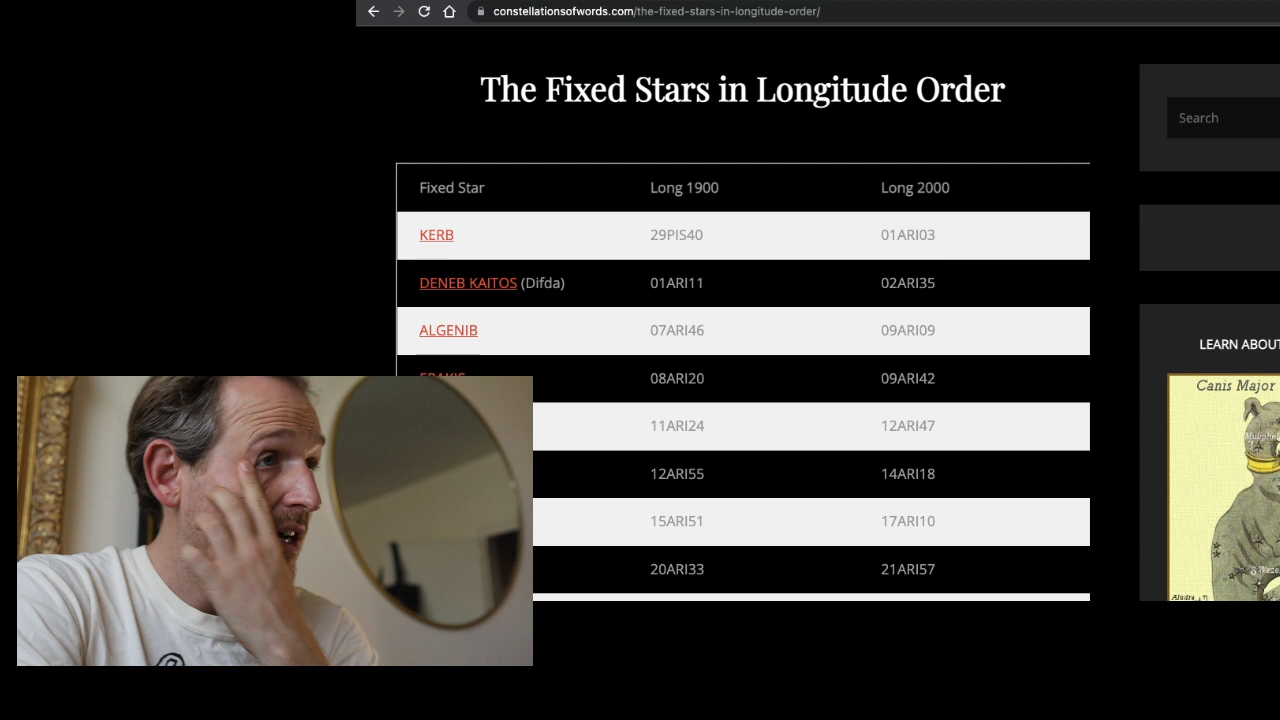 constellationsofwords.com/the-fixed-stars-in-longitude-order/
The Fixed Stars in Longitude Order
Search
Fixed Star Long 1900 Long 2000
KERB 29PIS40 01ARI03
DENEB KAITOS (Difda) 01ARI11 02ARI35
ALGENIB 07ARI46 09ARI09
LEARN ABOUT
08ARI20 09ARI42
Canis Major
11ARI24 12ARI47
12ARI55 14ARI18
15ARI51 17ARI10
20ARI33 21ARI57